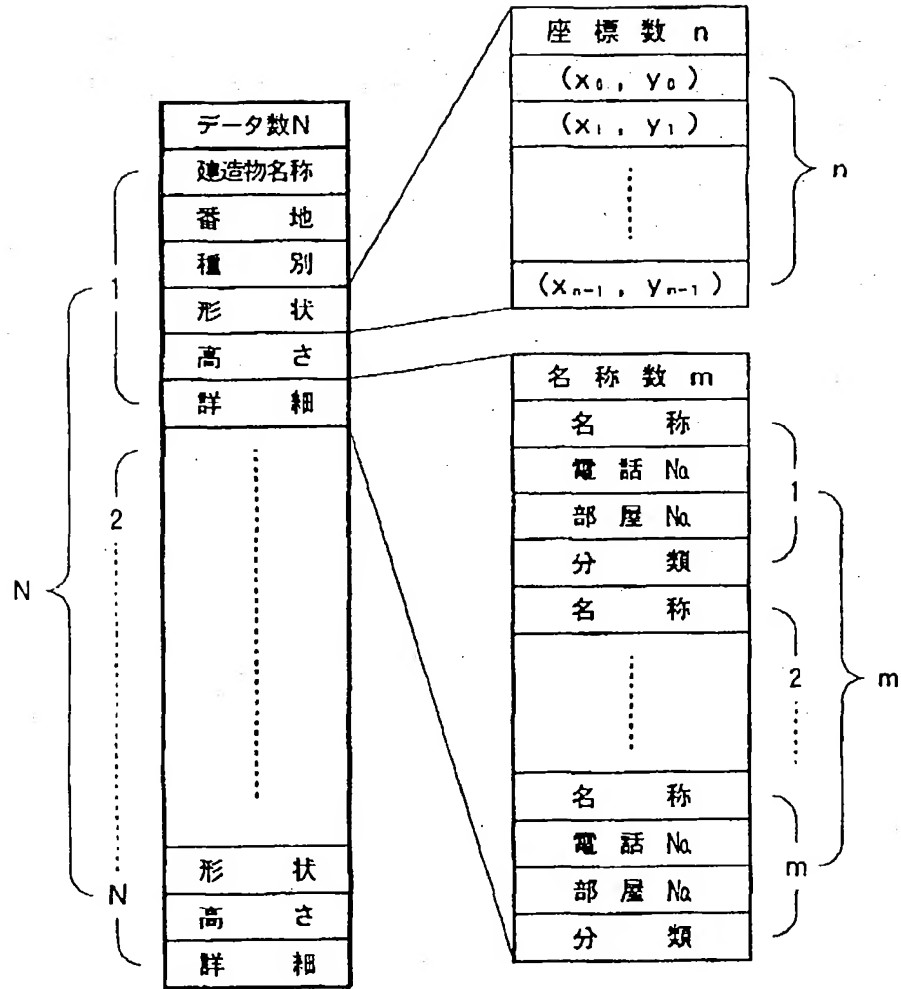 データ数N
建造物名称
番地
種別
形状
高さ
詳細
形状
高さ
詳細
1
2
N
N
座標数 n
(x₀, y₀)
(x₁, y₁)
(xₙ₋₁, yₙ₋₁)
n
名称数 m
名称
電話 №
部屋 №
分類
名称
名称
電話 №
部屋 №
分類
1
2
m
m